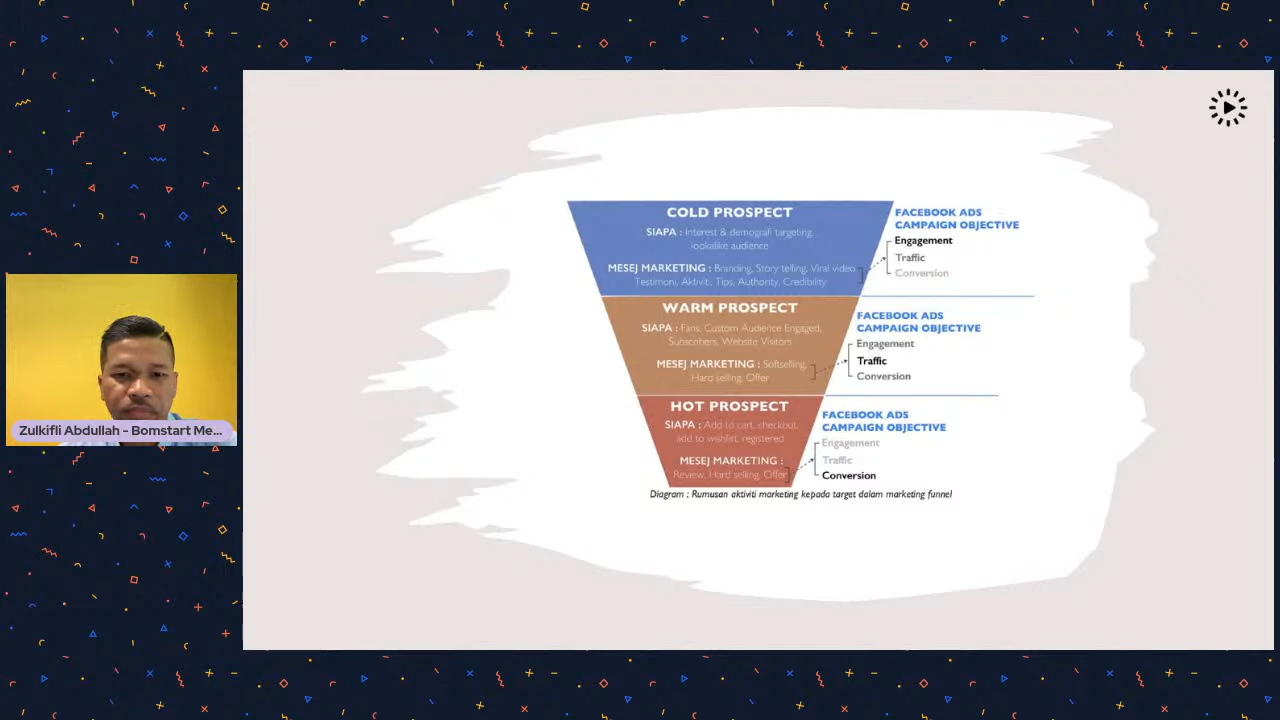 COLD PROSPECT
SIAPA : Interest & demografi targeting,
lookalike audience
MESEJ MARKETING : Branding, Story telling, Viral video
Testimoni, Aktiviti, Tips, Authority, Credibility
FACEBOOK ADS
CAMPAIGN OBJECTIVE
Engagement
Traffic
Conversion
WARM PROSPECT
SIAPA : Fans, Custom Audience Engaged,
Subscribers, Website Visitors
MESEJ MARKETING : Softselling,
Hard selling, Offer
FACEBOOK ADS
CAMPAIGN OBJECTIVE
Engagement
Traffic
Conversion
HOT PROSPECT
SIAPA : Add to cart, checkout,
add to wishlist, registered
MESEJ MARKETING :
Review, Hard selling, Offer
FACEBOOK ADS
CAMPAIGN OBJECTIVE
Engagement
Traffic
Conversion
Diagram : Rumusan aktiviti marketing kepada target dalam marketing funnel
Zulkifli Abdullah - Bomstart Me...